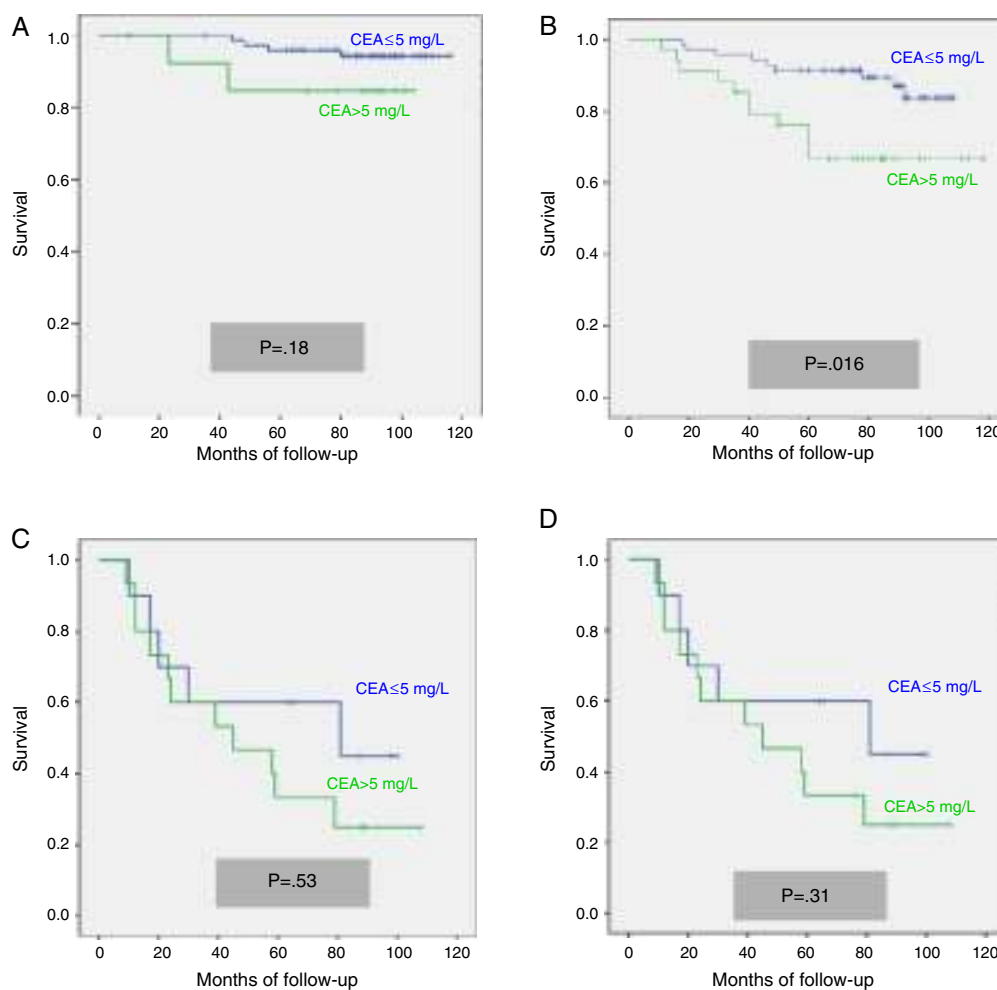 A
1.0
0.8
0.6
0.4
0.2
0.0
Survival
CEA≤5 mg/L
CEA>5 mg/L
P=.18
0 20 40 60 80 100 120
Months of follow-up
B
1.0
0.8
0.6
0.4
0.2
0.0
Survival
CEA≤5 mg/L
CEA>5 mg/L
P=.016
0 20 40 60 80 100 120
Months of follow-up
C
1.0
0.8
0.6
0.4
0.2
0.0
Survival
CEA≤5 mg/L
CEA>5 mg/L
P=.53
0 20 40 60 80 100 120
Months of follow-up
D
1.0
0.8
0.6
0.4
0.2
0.0
Survival
CEA≤5 mg/L
CEA>5 mg/L
P=.31
0 20 40 60 80 100 120
Months of follow-up